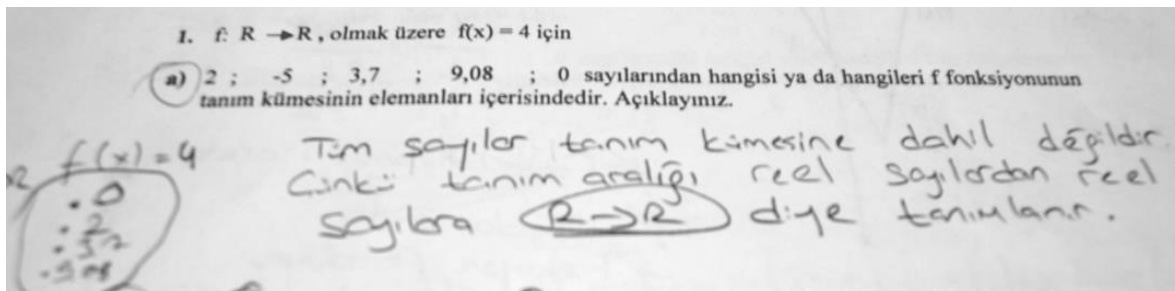 1. f: R →R , olmak üzere f(x) = 4 için
a) 2 ; -5 ; 3,7 ; 9,08 ; 0 sayılarından hangisi ya da hangileri f fonksiyonunun
tanım kümesinin elemanları içerisindedir. Açıklayınız.
f(x)=4
Tüm sayılar tanım kümesine dahil değildir.
Çünkü tanım aralığı reel sayılardan reel
sayılara R→R diye tanımlanır.
. 0
. 2